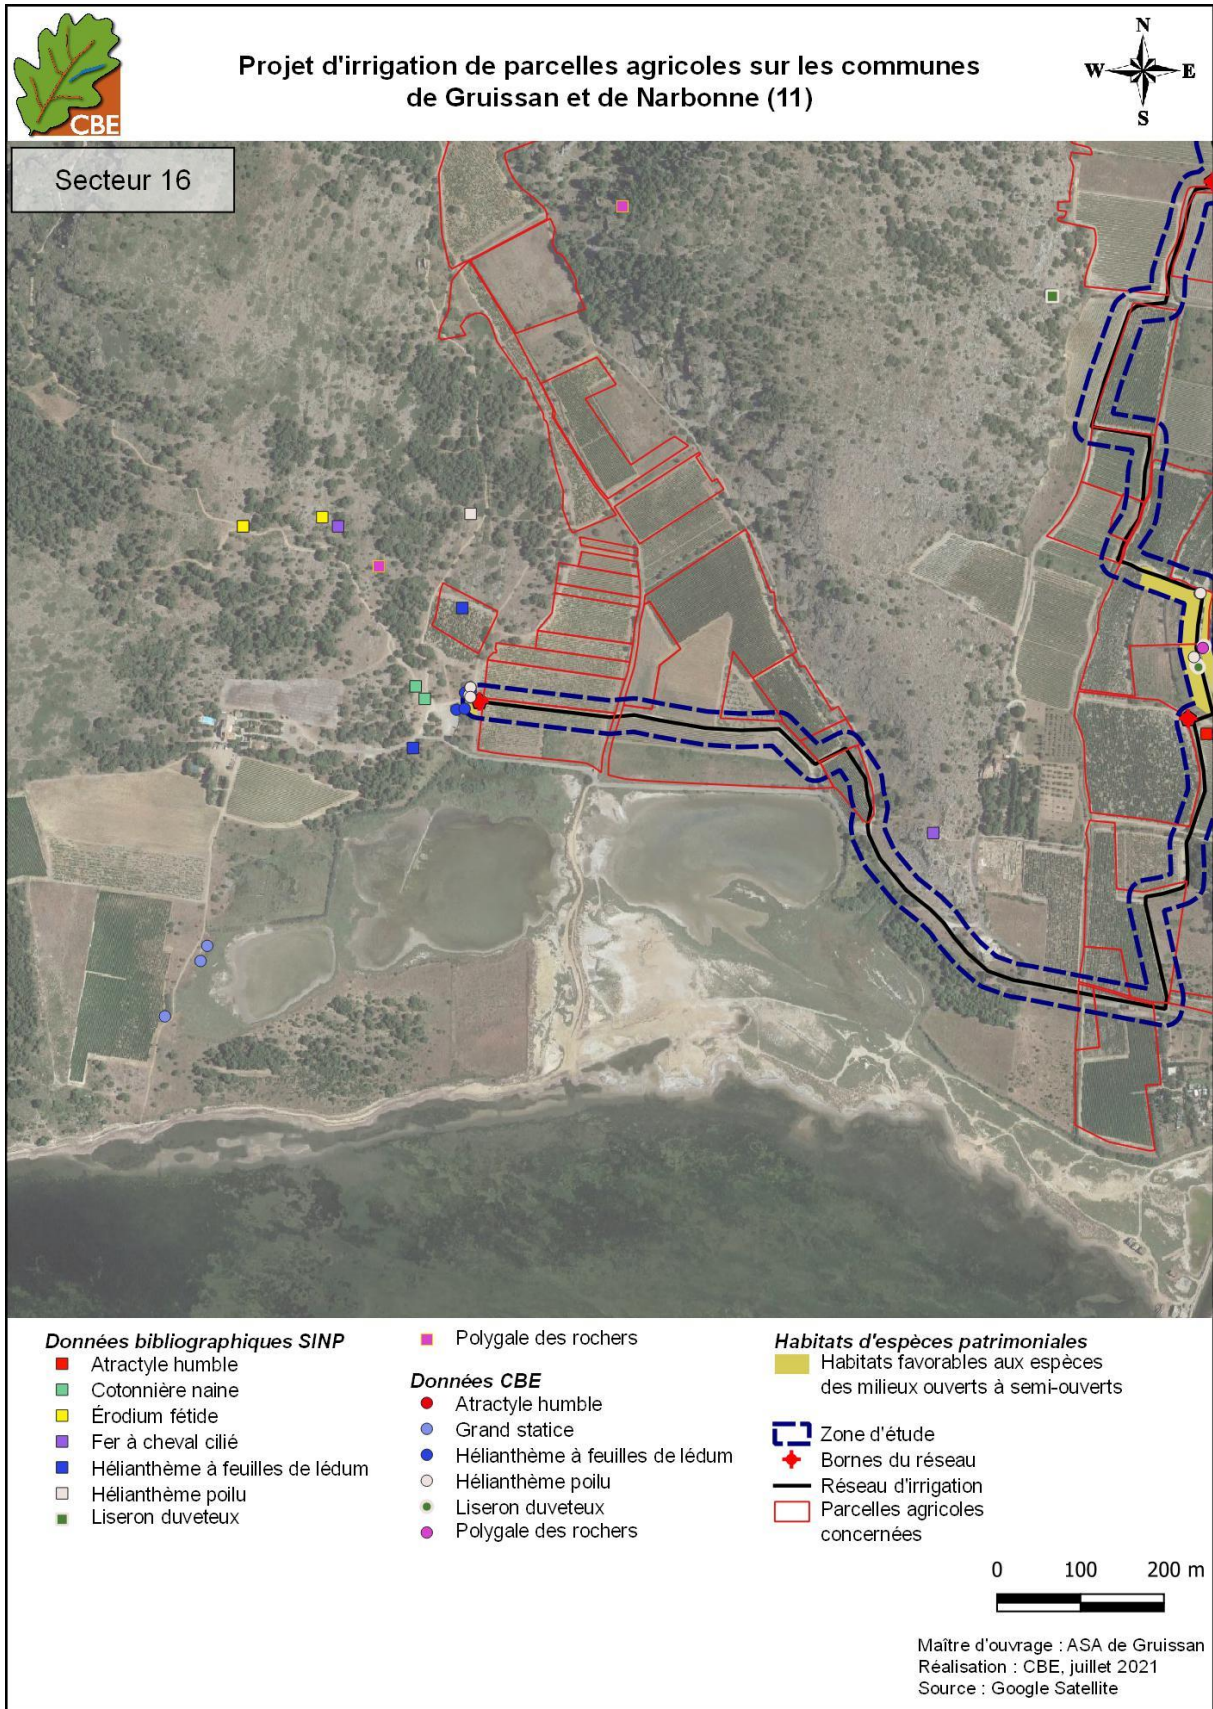 CBE
Projet d'irrigation de parcelles agricoles sur les communes
de Gruissan et de Narbonne (11)
N
W E
S
Secteur 16
Données bibliographiques SINP
Atractyle humble
Cotonnière naine
Érodium fétide
Fer à cheval cilié
Hélianthème à feuilles de lédum
Hélianthème poilu
Liseron duveteux
Polygale des rochers
Données CBE
Atractyle humble
Grand statice
Hélianthème à feuilles de lédum
Hélianthème poilu
Liseron duveteux
Polygale des rochers
Habitats d'espèces patrimoniales
Habitats favorables aux espèces
des milieux ouverts à semi-ouverts
Zone d'étude
Bornes du réseau
Réseau d'irrigation
Parcelles agricoles
concernées
0 100 200 m
Maître d'ouvrage : ASA de Gruissan
Réalisation : CBE, juillet 2021
Source : Google Satellite